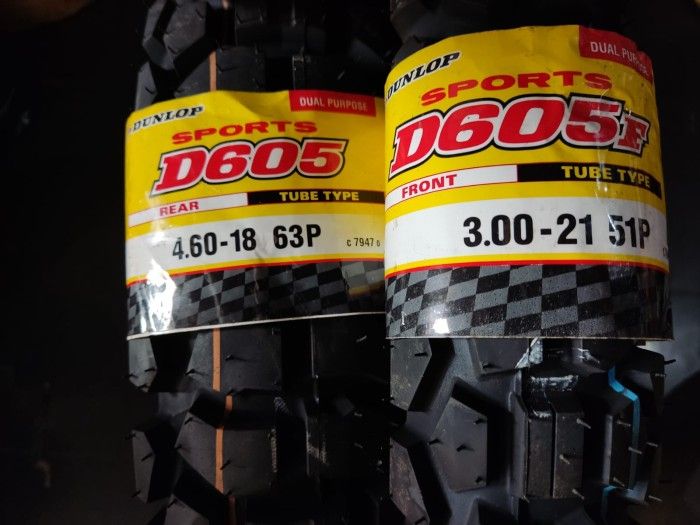 DUNLOP
DUAL PURPOSE
SPORTS
D605
REAR
TUBE TYPE
4.60-18 63P
c 7947 o
DUNLOP
DUAL PURPOSE
SPORTS
D605F
FRONT
TUBE TYPE
3.00-21 51P